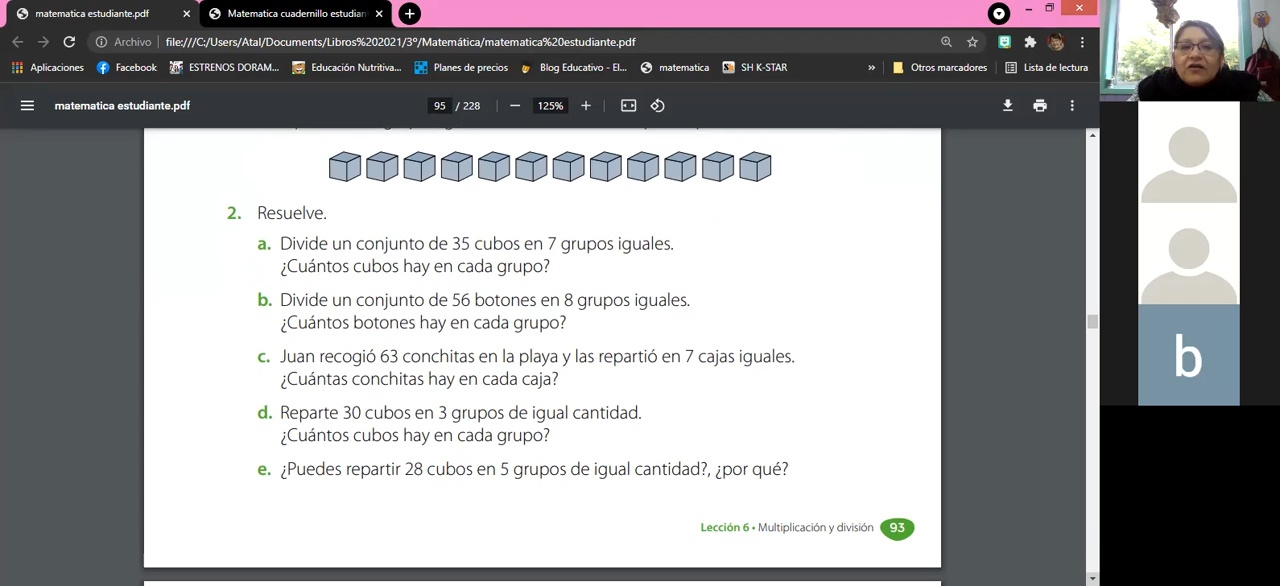 matematica estudiante.pdf
Matematica cuadernillo estudian
Archivo
file:///C:/Users/Atal/Documents/Libros%202021/3º/Matemática/matematica%20estudiante.pdf
Aplicaciones
Facebook
ESTRENOS DORAM...
Educación Nutritiva...
Planes de preps
Blog Educativo - El...
matematica
SH K-STAR
»
Otros marcadores
Lista de lectura
matematica estudiante.pdf
95 / 228
125%
2. Resuelve.
a. Divide un conjunto de 35 cubos en 7 grupos iguales.
¿Cuántos cubos hay en cada grupo?
b. Divide un conjunto de 56 botones en 8 grupos iguales.
¿Cuántos botones hay en cada grupo?
c. Juan recogió 63 conchitas en la playa y las repartió en 7 cajas iguales.
¿Cuántas conchitas hay en cada caja?
d. Reparte 30 cubos en 3 grupos de igual cantidad.
¿Cuántos cubos hay en cada grupo?
e. ¿Puedes repartir 28 cubos en 5 grupos de igual cantidad?, ¿por qué?
Lección 6 • Multiplicación y división 93
b